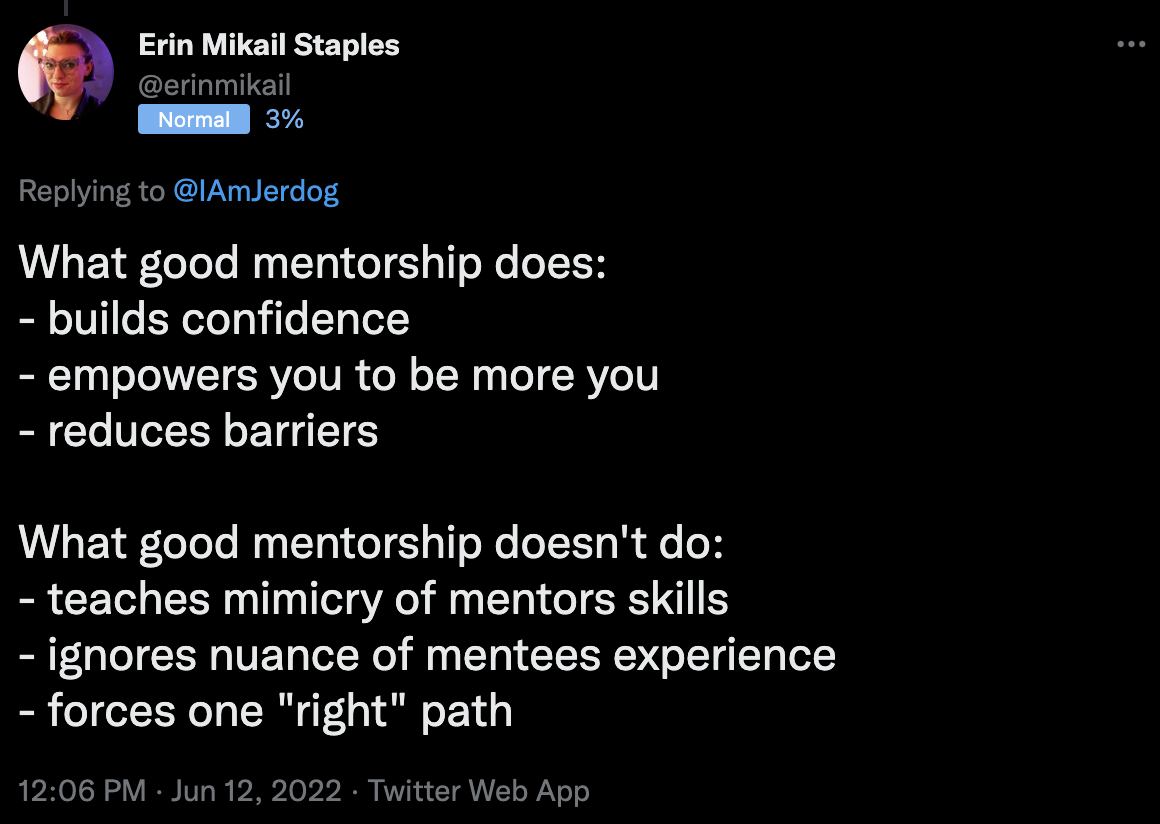 Erin Mikail Staples
@erinmikail
Normal 3%
Replying to @IAmJerdog
What good mentorship does:
- builds confidence
- empowers you to be more you
- reduces barriers
What good mentorship doesn't do:
- teaches mimicry of mentors skills
- ignores nuance of mentees experience
- forces one "right" path
12:06 PM · Jun 12, 2022 · Twitter Web App